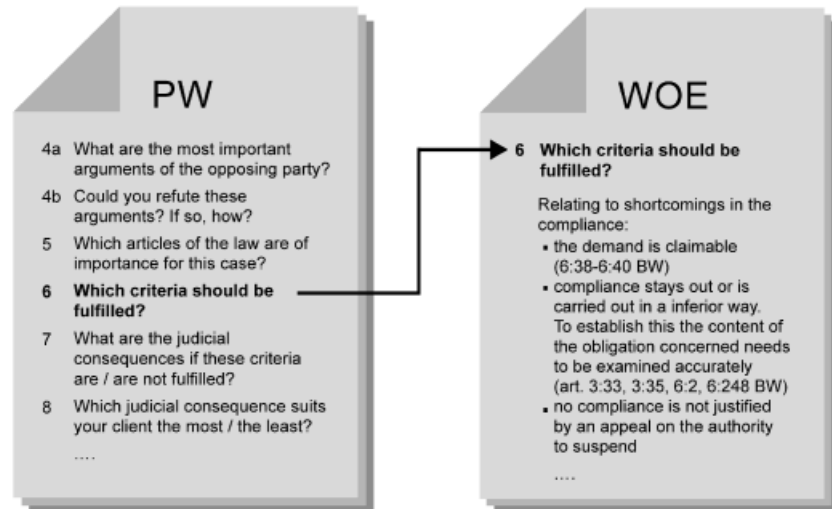 PW
4a What are the most important
arguments of the opposing party?
4b Could you refute these
arguments? If so, how?
5 Which articles of the law are of
importance for this case?
6 Which criteria should be
fulfilled?
7 What are the judicial
consequences if these criteria
are / are not fulfilled?
8 Which judicial consequence suits
your client the most / the least?
....
WOE
6 Which criteria should be
fulfilled?
Relating to shortcomings in the
compliance:
▪ the demand is claimable
(6:38-6:40 BW)
▪ compliance stays out or is
carried out in a inferior way.
To establish this the content of
the obligation concerned needs
to be examined accurately
(art. 3:33, 3:35, 6:2, 6:248 BW)
▪ no compliance is not justified
by an appeal on the authority
to suspend
....